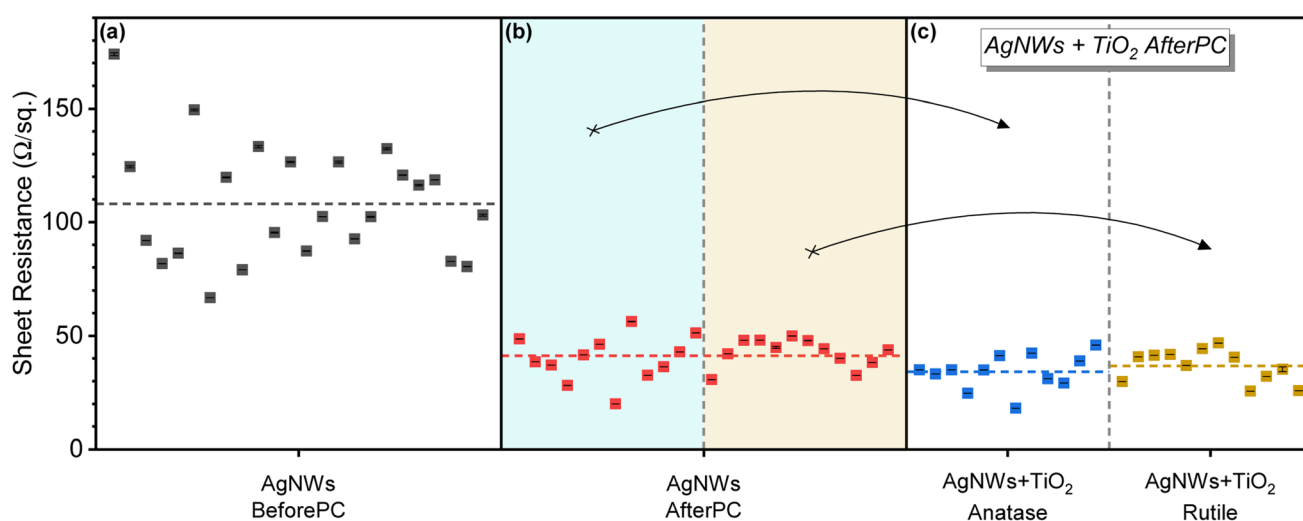 (a)
(b)
(c)
AgNWs + TiO₂ AfterPC
Sheet Resistance (Ω/sq.)
150
100
50
0
AgNWs
BeforePC
AgNWs
AfterPC
AgNWs+TiO₂
Anatase
AgNWs+TiO₂
Rutile